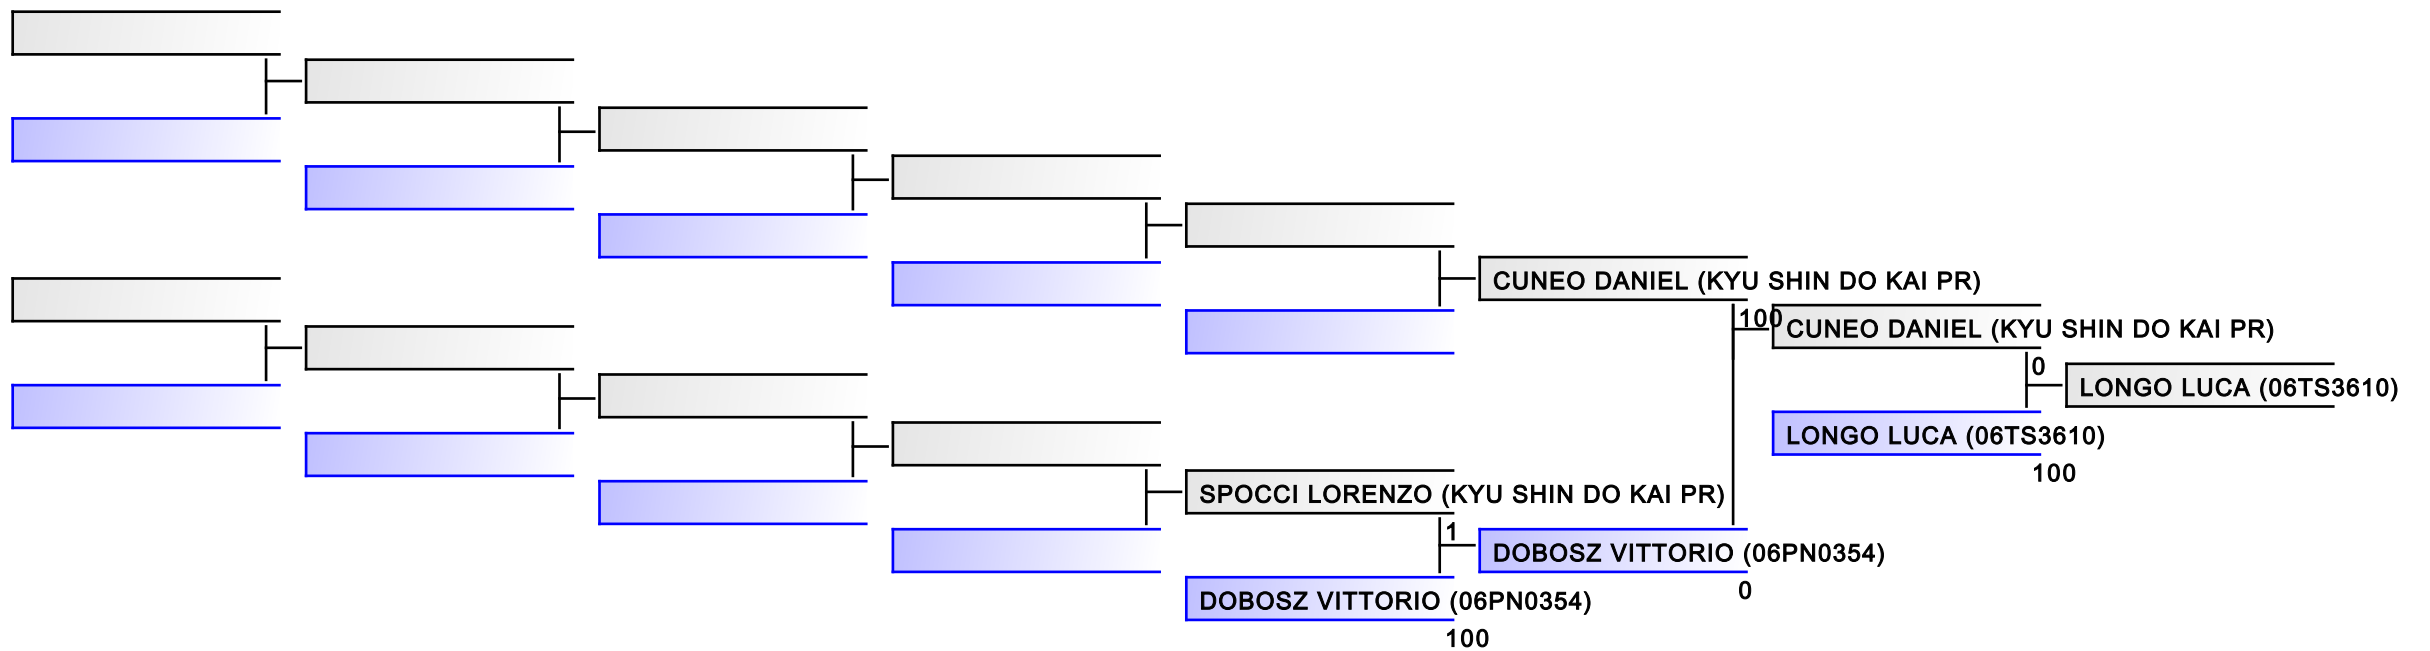 CUNEO DANIEL (KYU SHIN DO KAI PR)
100
CUNEO DANIEL (KYU SHIN DO KAI PR)
0
LONGO LUCA (06TS3610)
LONGO LUCA (06TS3610)
100
SPOCCI LORENZO (KYU SHIN DO KAI PR)
1
DOBOSZ VITTORIO (06PN0354)
0
DOBOSZ VITTORIO (06PN0354)
100